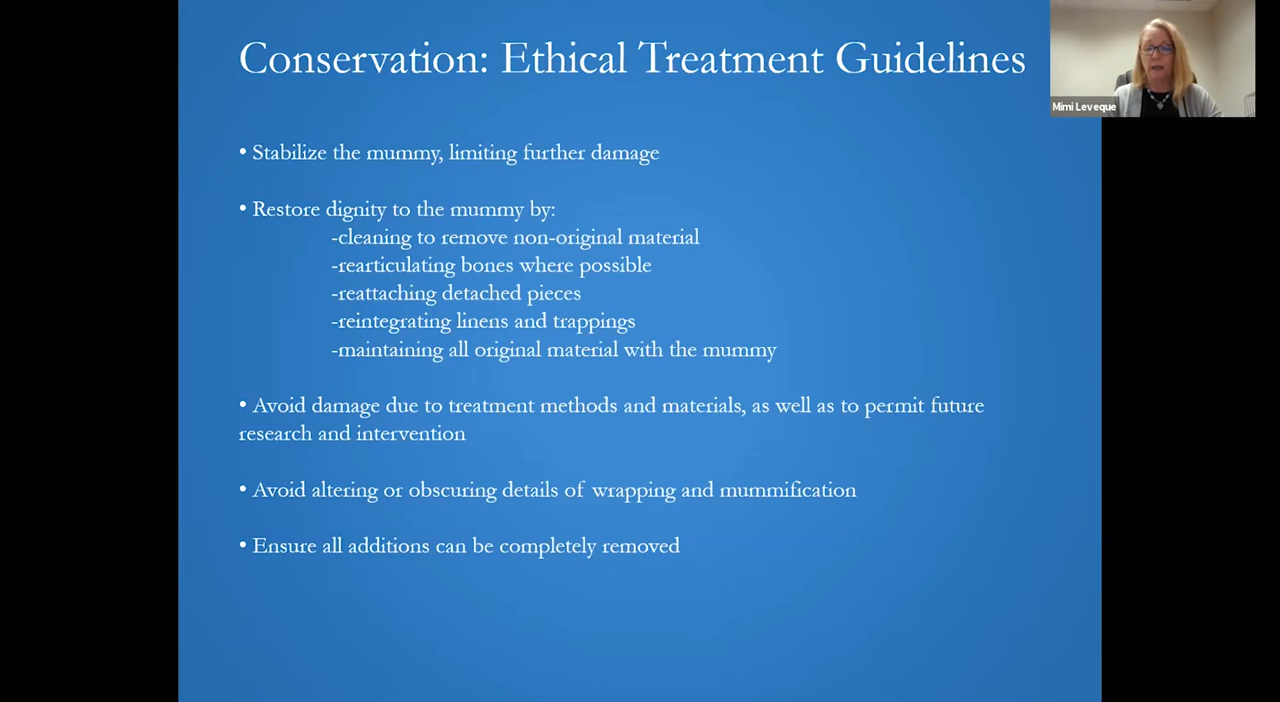 Conservation: Ethical Treatment Guidelines
Mimi Leveque
• Stabilize the mummy, limiting further damage
• Restore dignity to the mummy by:
-cleaning to remove non-original material
-rearticulating bones where possible
-reattaching detached pieces
-reintegrating linens and trappings
-maintaining all original material with the mummy
• Avoid damage due to treatment methods and materials, as well as to permit future
research and intervention
• Avoid altering or obscuring details of wrapping and mummification
• Ensure all additions can be completely removed